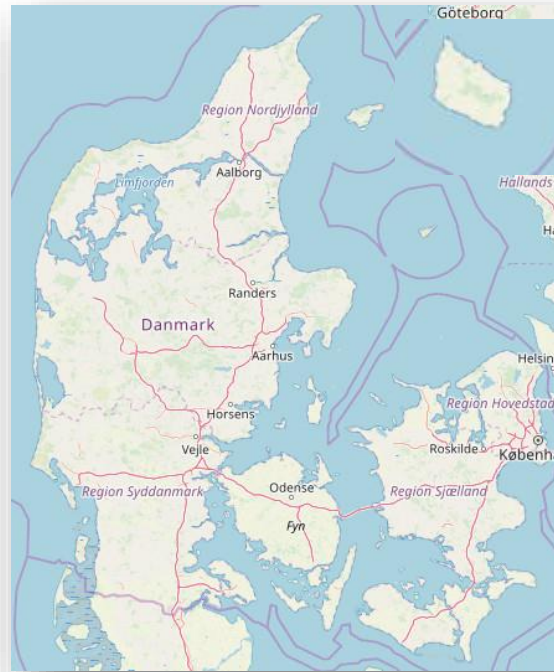 Göteborg
Region Nordjylland
Aalborg
Limfjorden
Hallands
Ha
Randers
Danmark
Aarhus
Helsin
Horsens
Region Hovedstad
Vejle
Roskilde
Københa
Odense
Region Syddanmark
Region Sjælland
Fyn